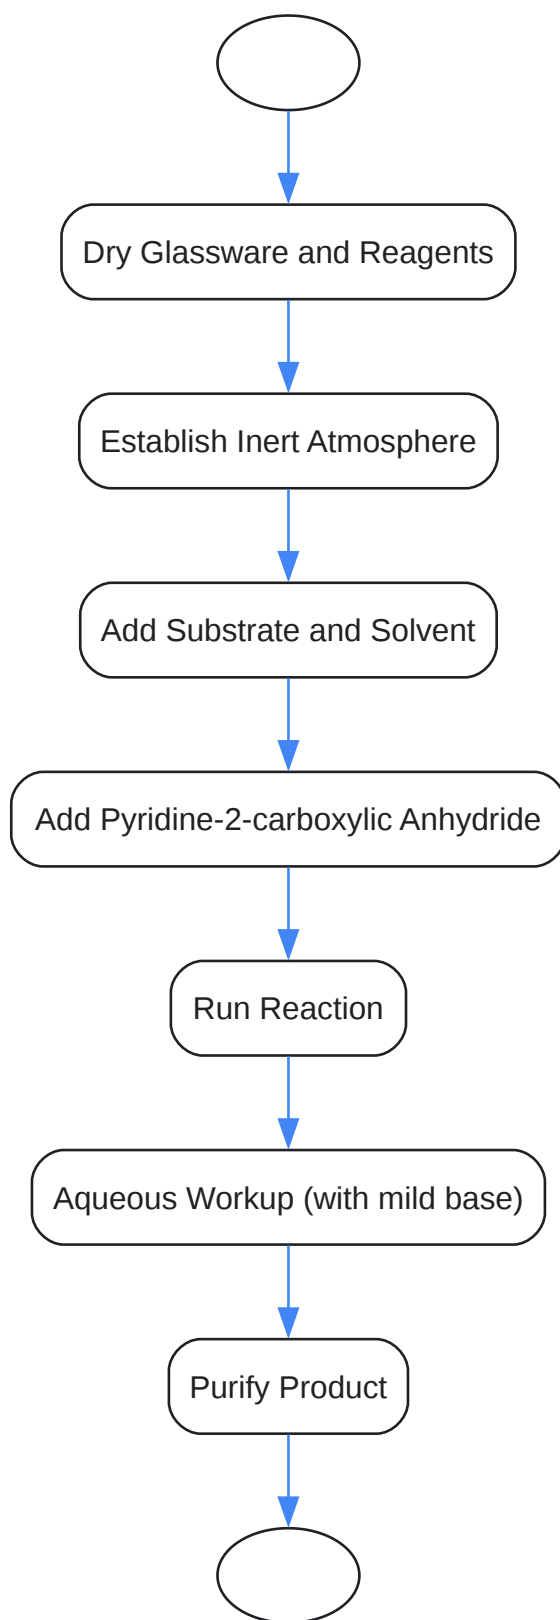 Dry Glassware and Reagents
Establish Inert Atmosphere
Add Substrate and Solvent
Add Pyridine-2-carboxylic Anhydride
Run Reaction
Aqueous Workup (with mild base)
Purify Product